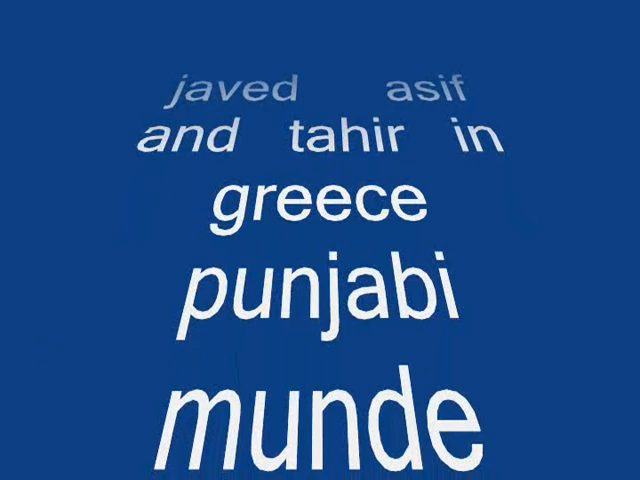 javed asif
and tahir in
greece
punjabi
munde